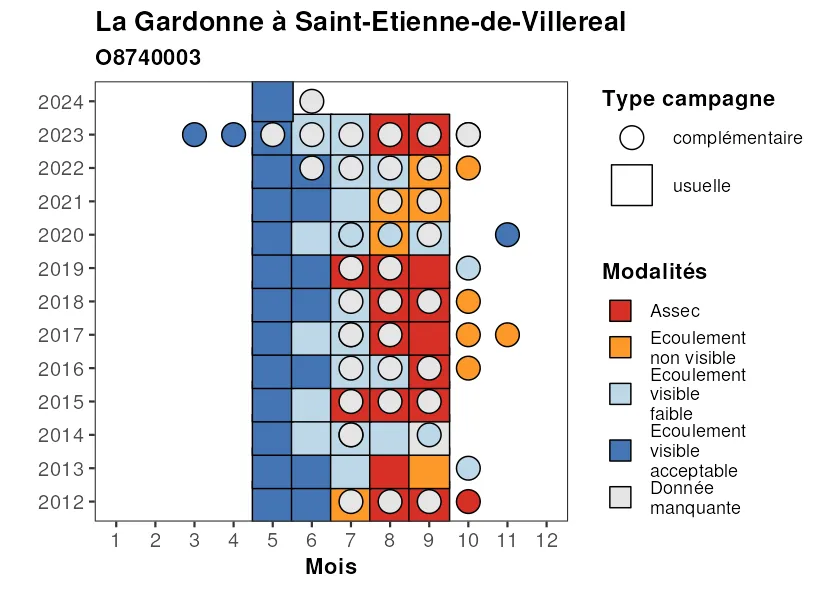 La Gardonne à Saint-Etienne-de-Villereal
O8740003
2024
2023
2022
2021
2020
2019
2018
2017
2016
2015
2014
2013
2012
1 2 3 4 5 6 7 8 9 10 11 12
Mois
Type campagne
complémentaire
usuelle
Modalités
Assec
Ecoulement
non visible
Ecoulement
visible
faible
Ecoulement
visible
acceptable
Donnée
manquante